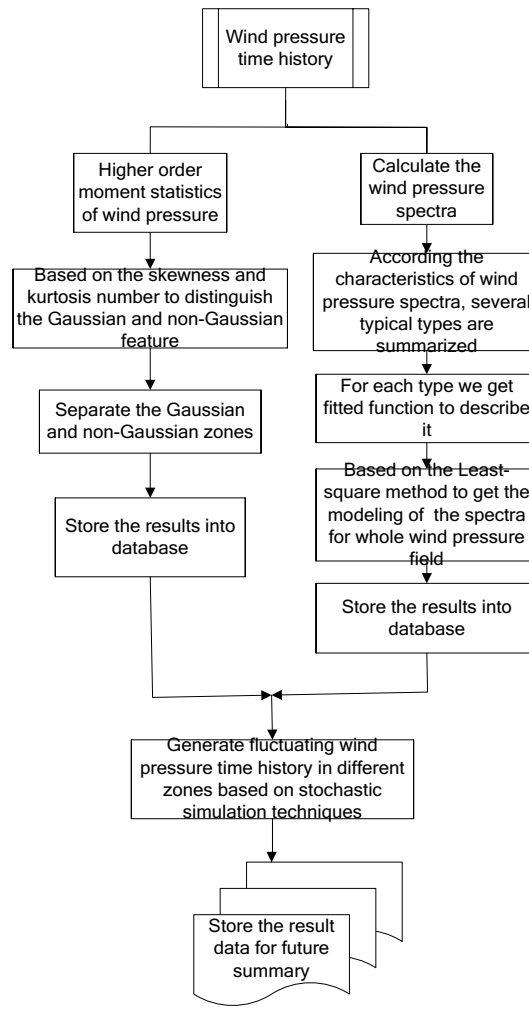 Wind pressure
time history
Higher order
moment statistics
of wind pressure
Based on the skewness and
kurtosis number to distinguish
the Gaussian and non-Gaussian
feature
Separate the Gaussian
and non-Gaussian zones
Store the results into
database
Calculate the
wind pressure
spectra
According the
characteristics of wind
pressure spectra, several
typical types are
summarized
For each type we get
fitted function to describe
it
Based on the Least-
square method to get the
modeling of the spectra
for whole wind pressure
field
Store the results into
database
Generate fluctuating wind
pressure time history in different
zones based on stochastic
simulation techniques
Store the result
data for future
summary